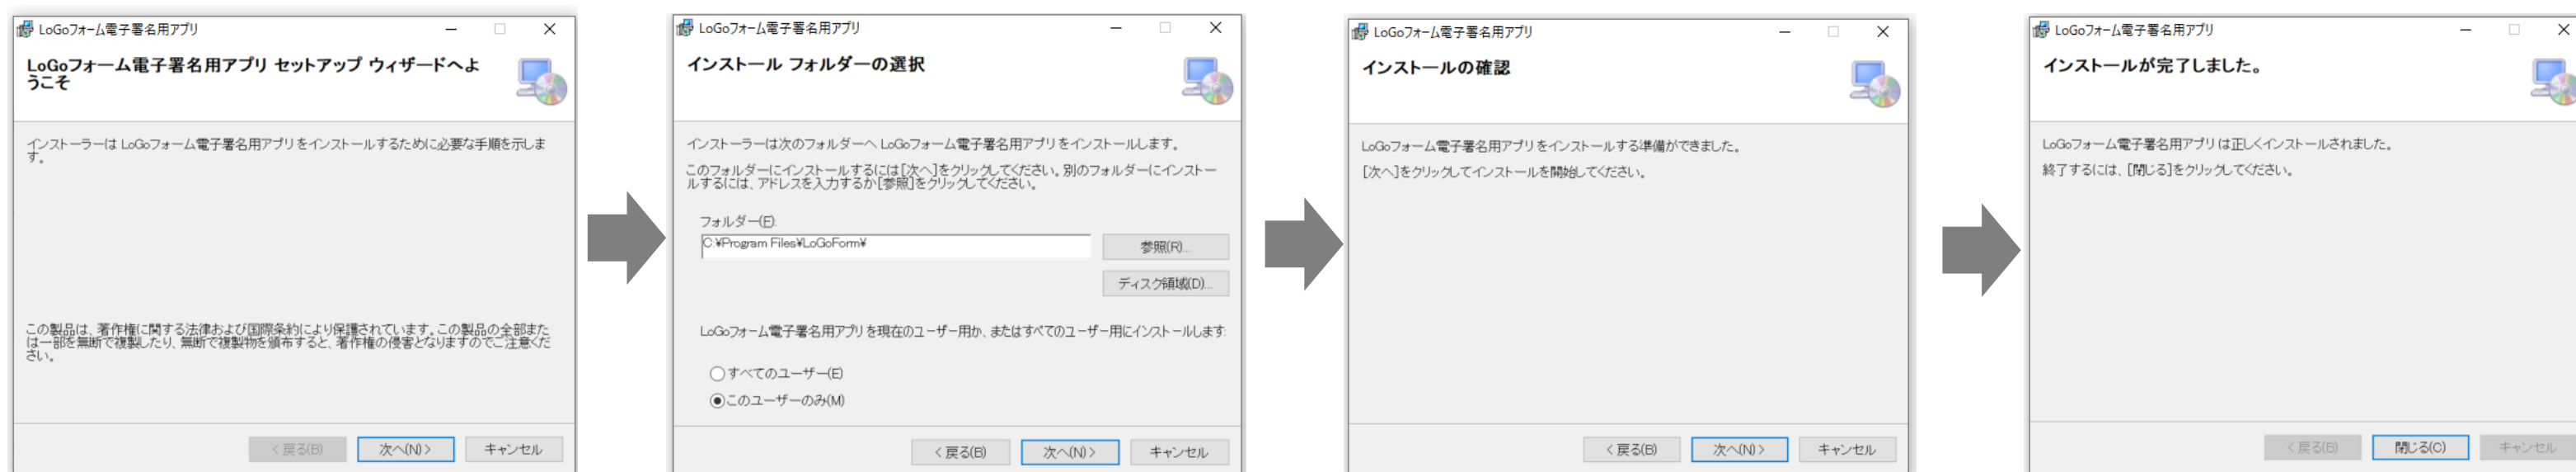 LoGoフォーム電子署名用アプリ
LoGoフォーム電子署名用アプリ セットアップ ウィザードへよ
うこそ
インストーラーは LoGoフォーム電子署名用アプリをインストールするために必要な手順を示しま
す。
この製品は、著作権に関する法律および国際条約により保護されています。この製品の全部また
は一部を無断で複製したり、無断で複製物を頒布すると、著作権の侵害となりますのでご注意くだ
さい。
< 戻る(B)
次へ(N) >
キャンセル
LoGoフォーム電子署名用アプリ
インストール フォルダーの選択
インストーラーは次のフォルダーへ LoGoフォーム電子署名用アプリをインストールします。
このフォルダーにインストールするには[次へ]をクリックしてください。別のフォルダーにインストー
ルするには、アドレスを入力するか[参照]をクリックしてください。
フォルダー(F):
C:¥Program Files¥LoGoForm¥
参照(R)...
ディスク領域(D)...
LoGoフォーム電子署名用アプリを現在のユーザー用か、またはすべてのユーザー用にインストールします:
すべてのユーザー(E)
このユーザーのみ(M)
< 戻る(B)
次へ(N) >
キャンセル
LoGoフォーム電子署名用アプリ
インストールの確認
LoGoフォーム電子署名用アプリをインストールする準備ができました。
[次へ]をクリックしてインストールを開始してください。
< 戻る(B)
次へ(N) >
キャンセル
LoGoフォーム電子署名用アプリ
インストールが完了しました。
LoGoフォーム電子署名用アプリ は正しくインストールされました。
終了するには、[閉じる]をクリックしてください。
< 戻る(B)
閉じる(C)
キャンセル